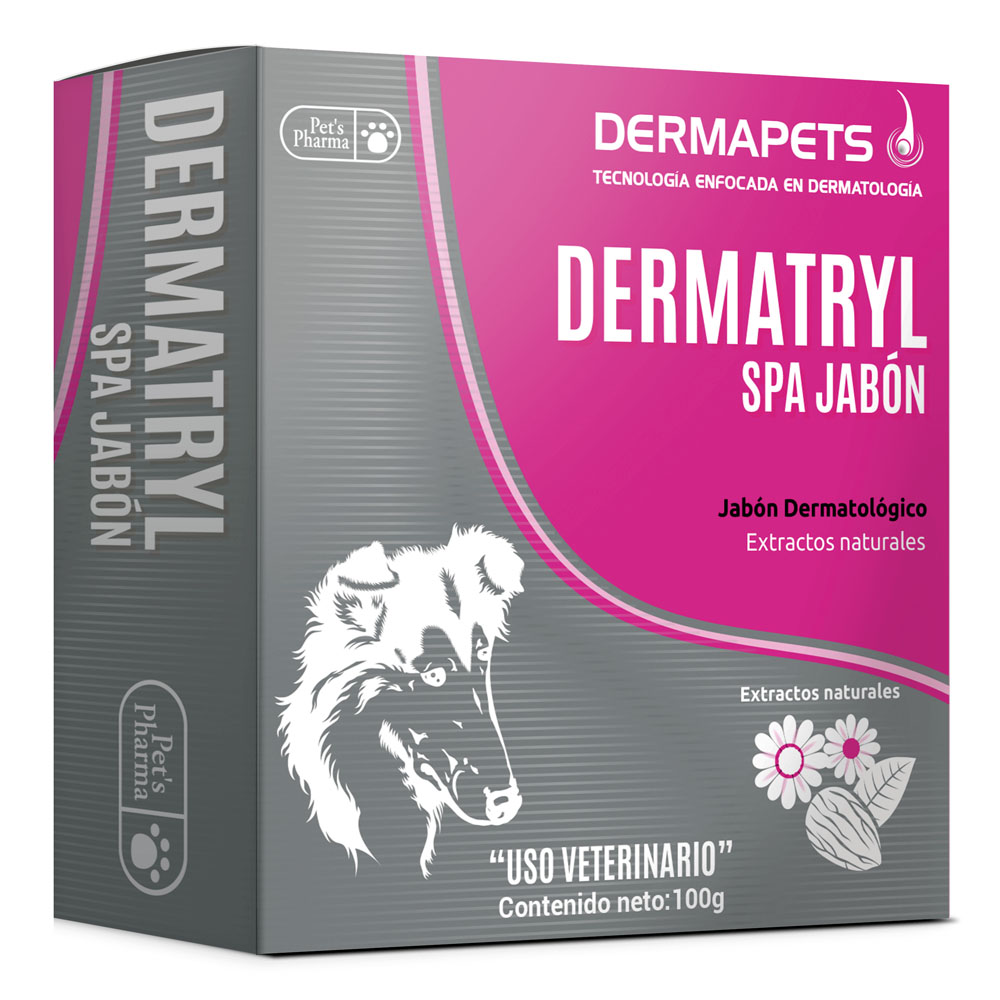 DERMATRYL
SPA JABÓN
Pet's
Pharma
Pet's
Pharma
DERMAPETS
TECNOLOGÍA ENFOCADA EN DERMATOLOGÍA
DERMATRYL
SPA JABÓN
Jabón Dermatológico
Extractos naturales
Extractos naturales
“USO VETERINARIO”
Contenido neto:100g